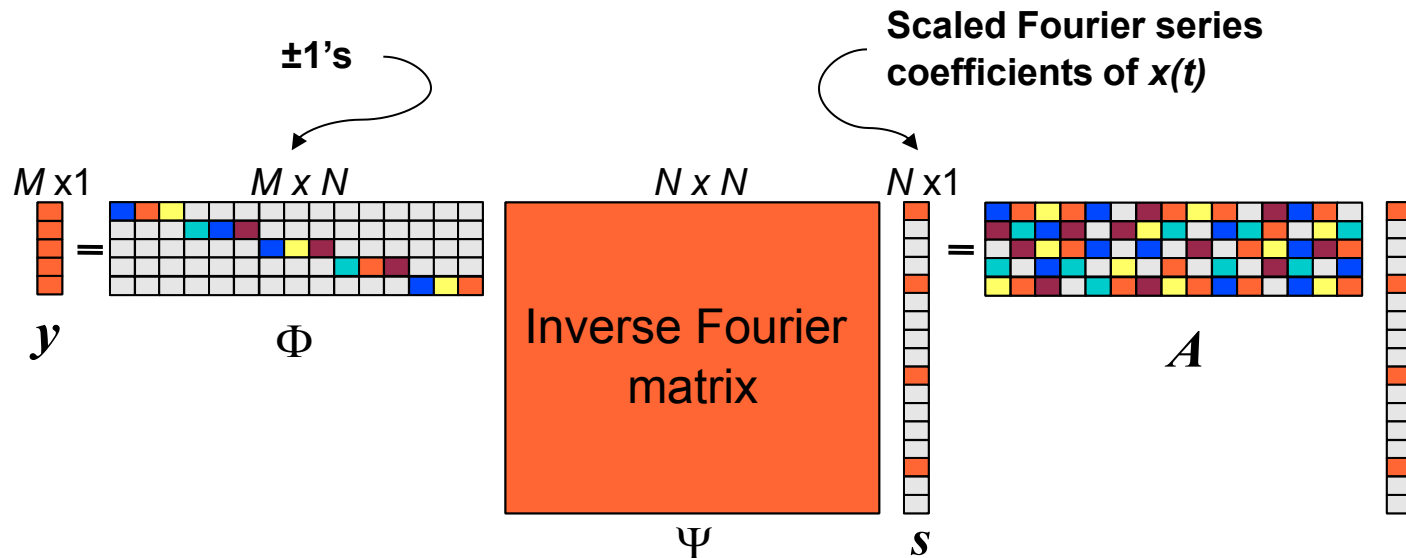 ±1’s
Scaled Fourier series
coefficients of x(t)
M x1
M x N
N x N
N x1
=
Inverse Fourier
matrix
=
y
Φ
Ψ
s
A